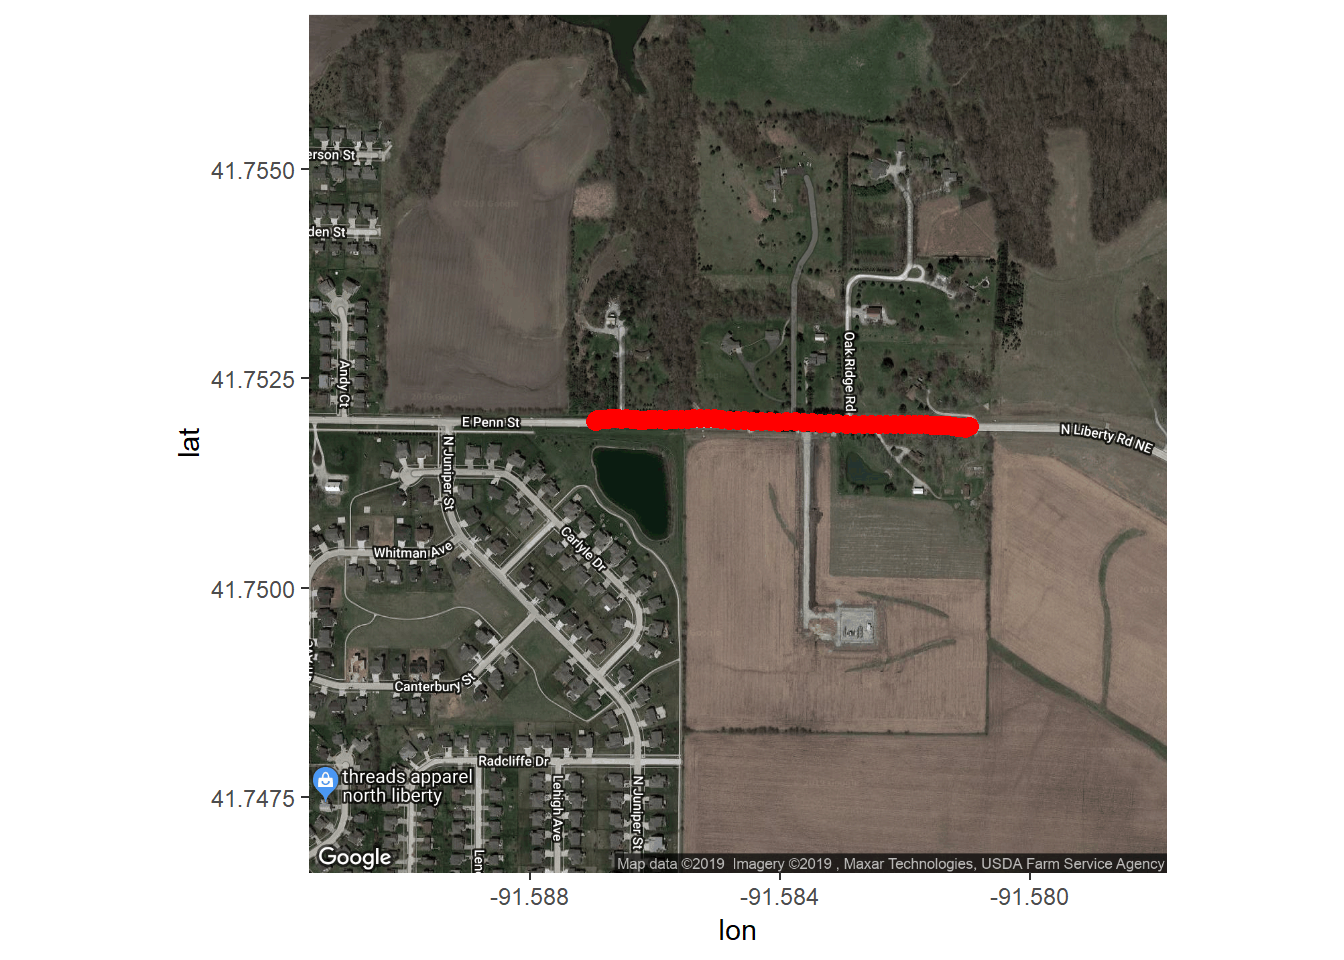 erson St
41.7550
den St
Andy Ct
Oak Ridge Rd
41.7525
E Penn St
N Liberty Rd NE
N Juniper St
lat
Carlyle Dr
Whitman Ave
41.7500
Canterbury St
Radcliffe Dr
threads apparel
north liberty
41.7475
Lehigh Ave
N Juniper St
Google
Map data ©2019 Imagery ©2019 , Maxar Technologies, USDA Farm Service Agency
-91.588
-91.584
-91.580
lon